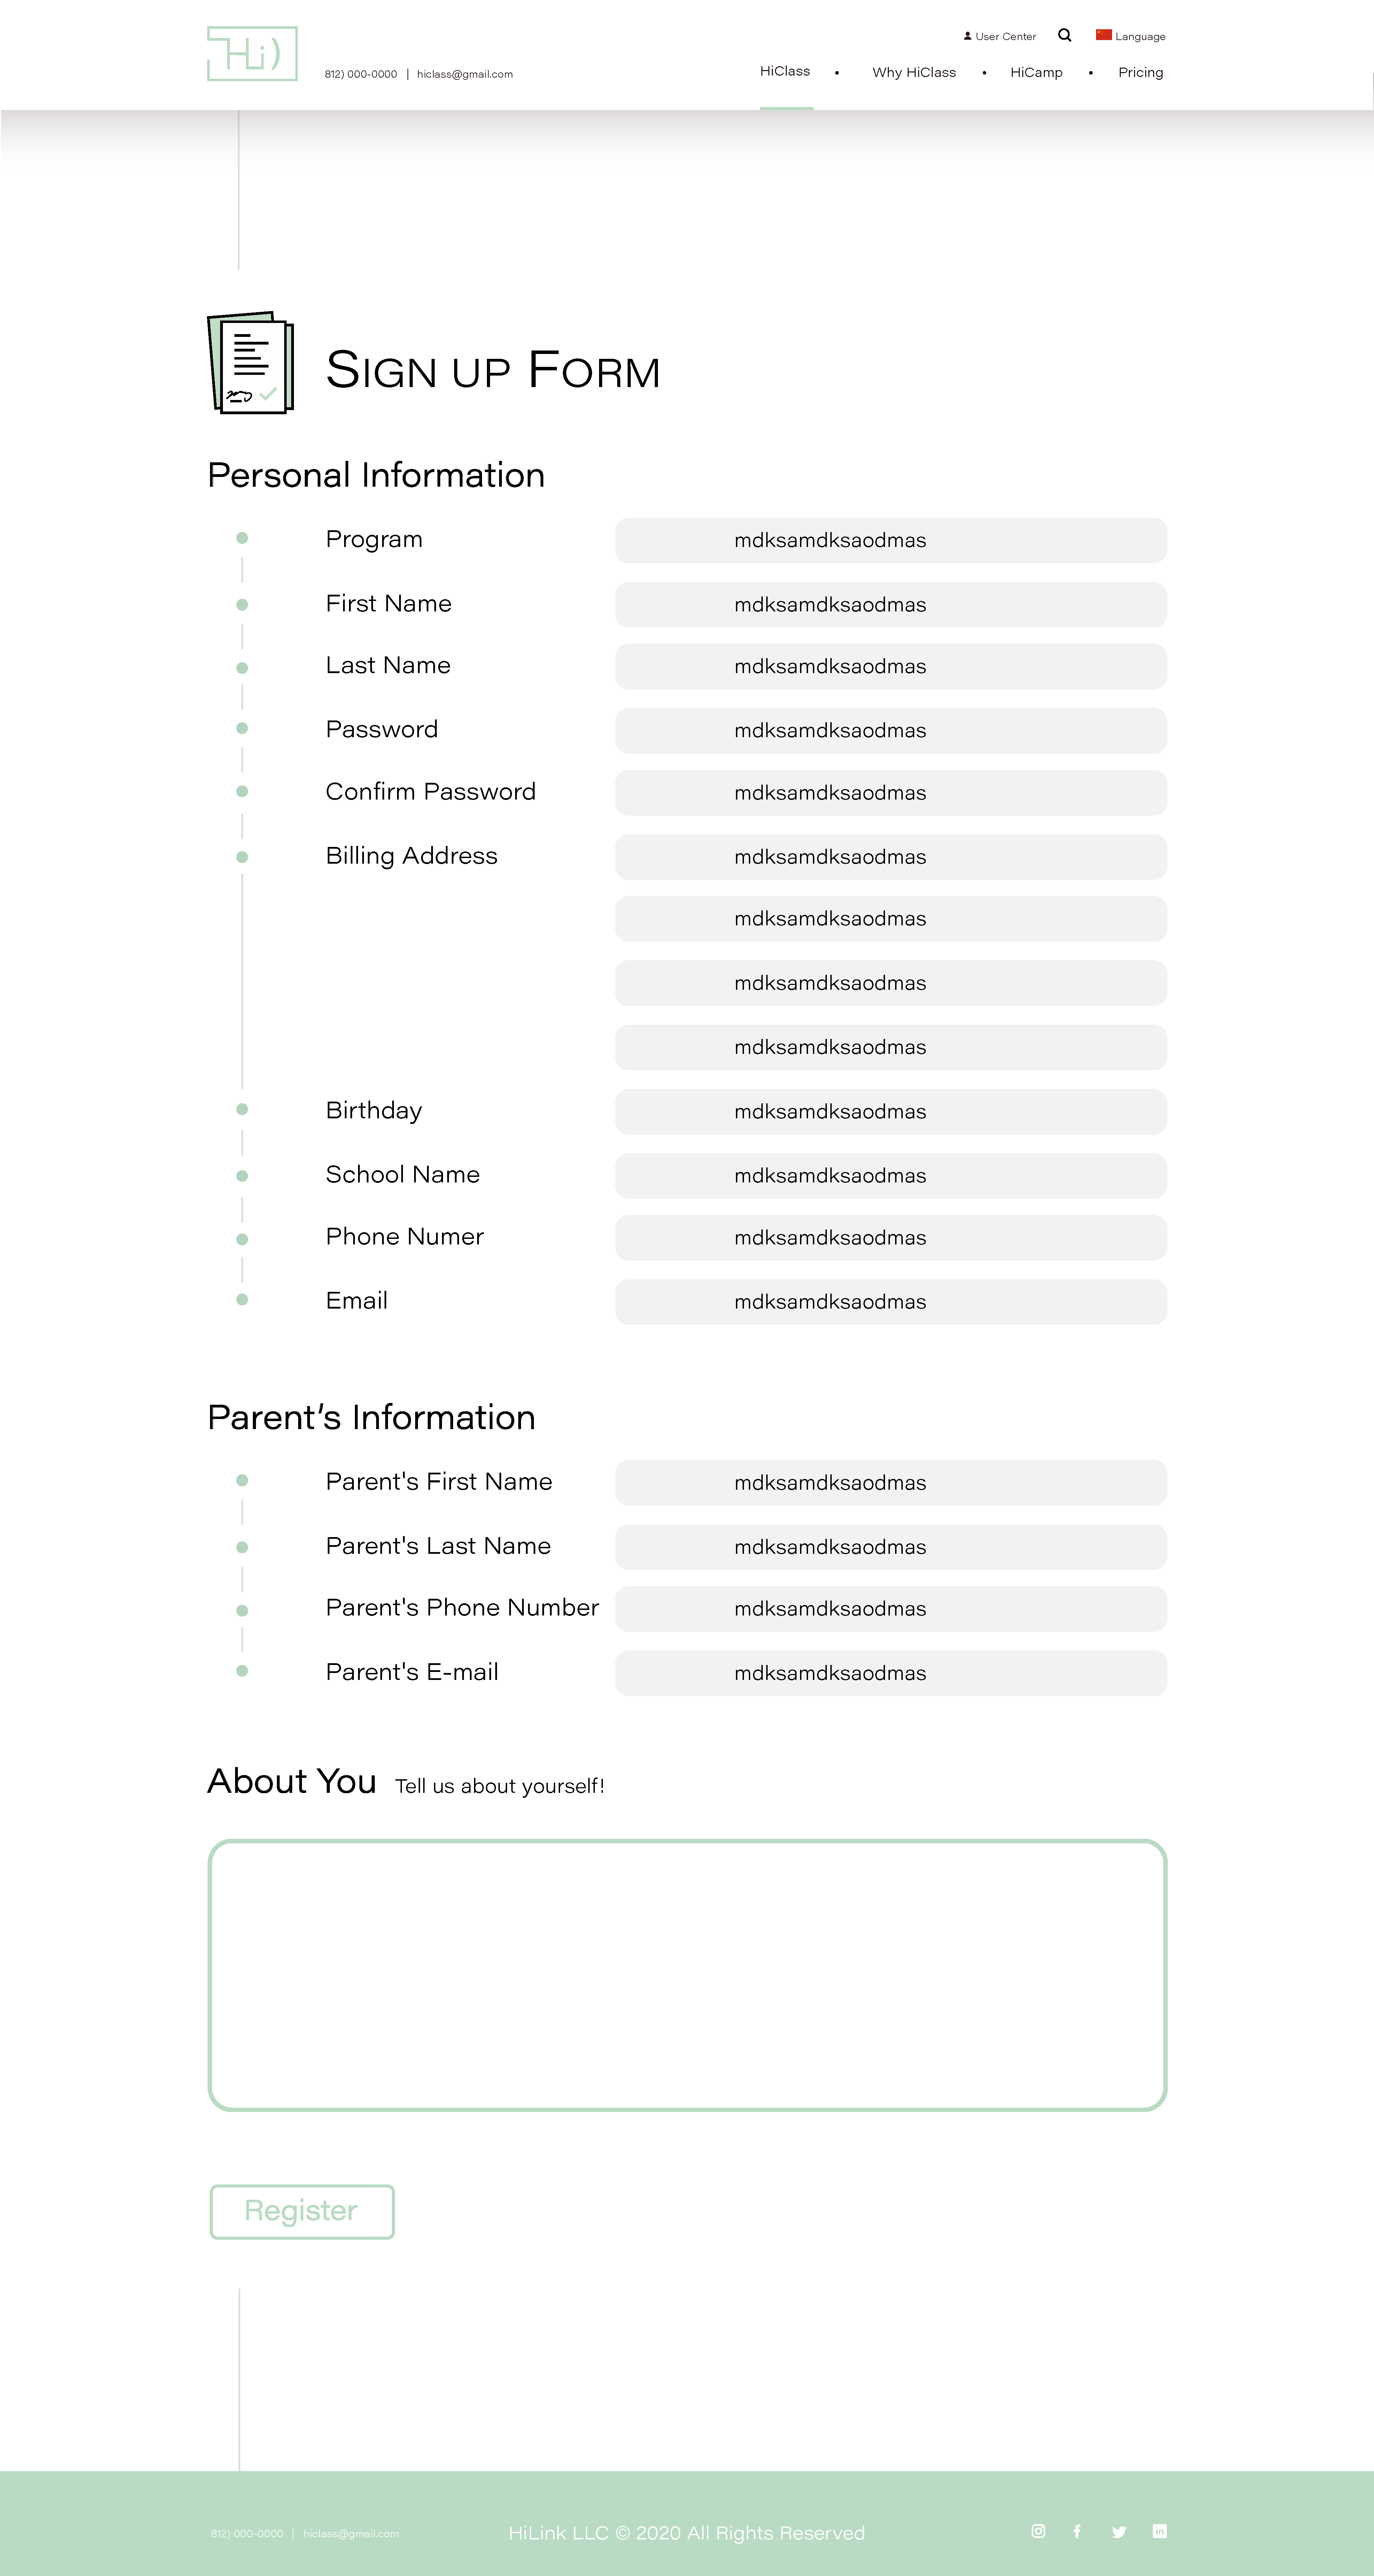 Hi)
User Center
Language
812) 000-0000 | hiclass@gmail.com
HiClass • Why HiClass • HiCamp • Pricing
SIGN UP FORM
Personal Information
Program mdksamdksaodmas
First Name mdksamdksaodmas
Last Name mdksamdksaodmas
Password mdksamdksaodmas
Confirm Password mdksamdksaodmas
Billing Address mdksamdksaodmas
mdksamdksaodmas
mdksamdksaodmas
mdksamdksaodmas
Birthday mdksamdksaodmas
School Name mdksamdksaodmas
Phone Numer mdksamdksaodmas
Email mdksamdksaodmas
Parent’s Information
Parent's First Name mdksamdksaodmas
Parent's Last Name mdksamdksaodmas
Parent's Phone Number mdksamdksaodmas
Parent's E-mail mdksamdksaodmas
About You Tell us about yourself!
Register
812) 000-0000 | hiclass@gmail.com
HiLink LLC © 2020 All Rights Reserved